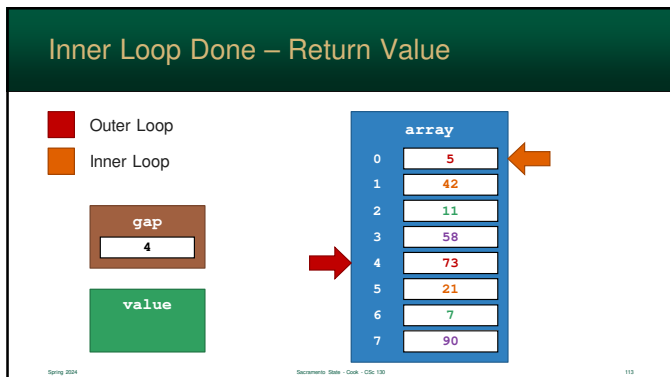 Inner Loop Done – Return Value
Outer Loop
Inner Loop
gap
4
value
array
0 5
1 42
2 11
3 58
4 73
5 21
6 7
7 90
Spring 2024
Sacramento State - Cook - CSc 130
113